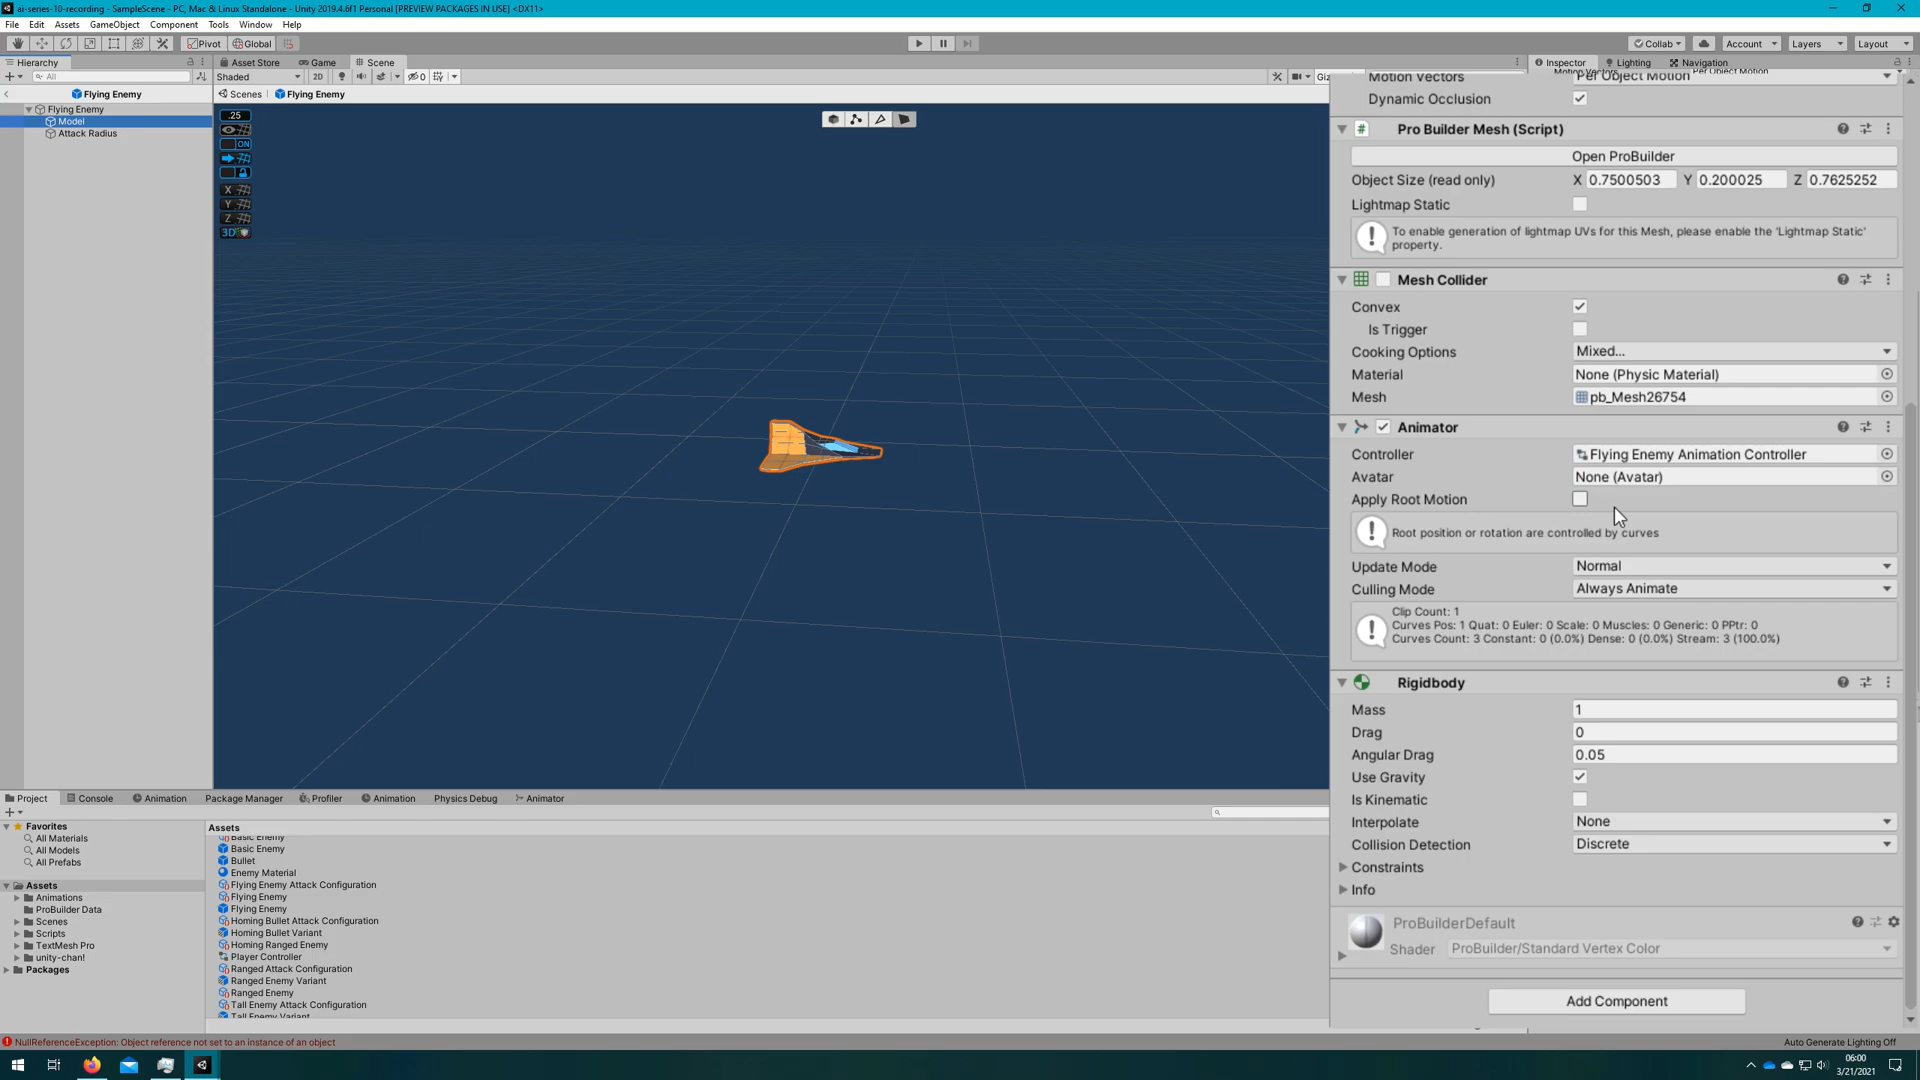 ai-series-10-recording - SampleScene - PC, Mac & Linux Standalone - Unity 2019.4.6f1 Personal [PREVIEW PACKAGES IN USE] <DX11>
File Edit Assets GameObject Component Tools Window Help
Pivot Global Collab Account Layers Layout
Hierarchy
All
Flying Enemy
Flying Enemy
Model
Attack Radius
Asset Store Game Scene
Shaded 2D 0 Giz
Scenes Flying Enemy
.25
ON
X
Y
Z
3D
Inspector Lighting Navigation
Motion Vectors Per Object Motion
Dynamic Occlusion
# Pro Builder Mesh (Script)
Open ProBuilder
Object Size (read only) X 0.7500503 Y 0.200025 Z 0.7625252
Lightmap Static
To enable generation of lightmap UVs for this Mesh, please enable the 'Lightmap Static'
property.
Mesh Collider
Convex
Is Trigger
Cooking Options Mixed...
Material None (Physic Material)
Mesh pb_Mesh26754
Animator
Controller Flying Enemy Animation Controller
Avatar None (Avatar)
Apply Root Motion
Root position or rotation are controlled by curves
Update Mode Normal
Culling Mode Always Animate
Clip Count: 1
Curves Pos: 1 Quat: 0 Euler: 0 Scale: 0 Muscles: 0 Generic: 0 PPtr: 0
Curves Count: 3 Constant: 0 (0.0%) Dense: 0 (0.0%) Stream: 3 (100.0%)
Rigidbody
Mass 1
Drag 0
Angular Drag 0.05
Use Gravity
Is Kinematic
Interpolate None
Collision Detection Discrete
Constraints
Info
ProBuilderDefault
Shader ProBuilder/Standard Vertex Color
Add Component
Project Console Animation Package Manager Profiler Animation Physics Debug Animator
Favorites
All Materials
All Models
All Prefabs
Assets
Animations
ProBuilder Data
Scenes
Scripts
TextMesh Pro
unity-chan!
Packages
Assets
Basic Enemy
Basic Enemy
Bullet
Enemy Material
Flying Enemy Attack Configuration
Flying Enemy
Flying Enemy
Homing Bullet Attack Configuration
Homing Bullet Variant
Homing Ranged Enemy
Player Controller
Ranged Attack Configuration
Ranged Enemy Variant
Ranged Enemy
Tall Enemy Attack Configuration
Tall Enemy Variant
NullReferenceException: Object reference not set to an instance of an object
Auto Generate Lighting Off
06:00
3/21/2021